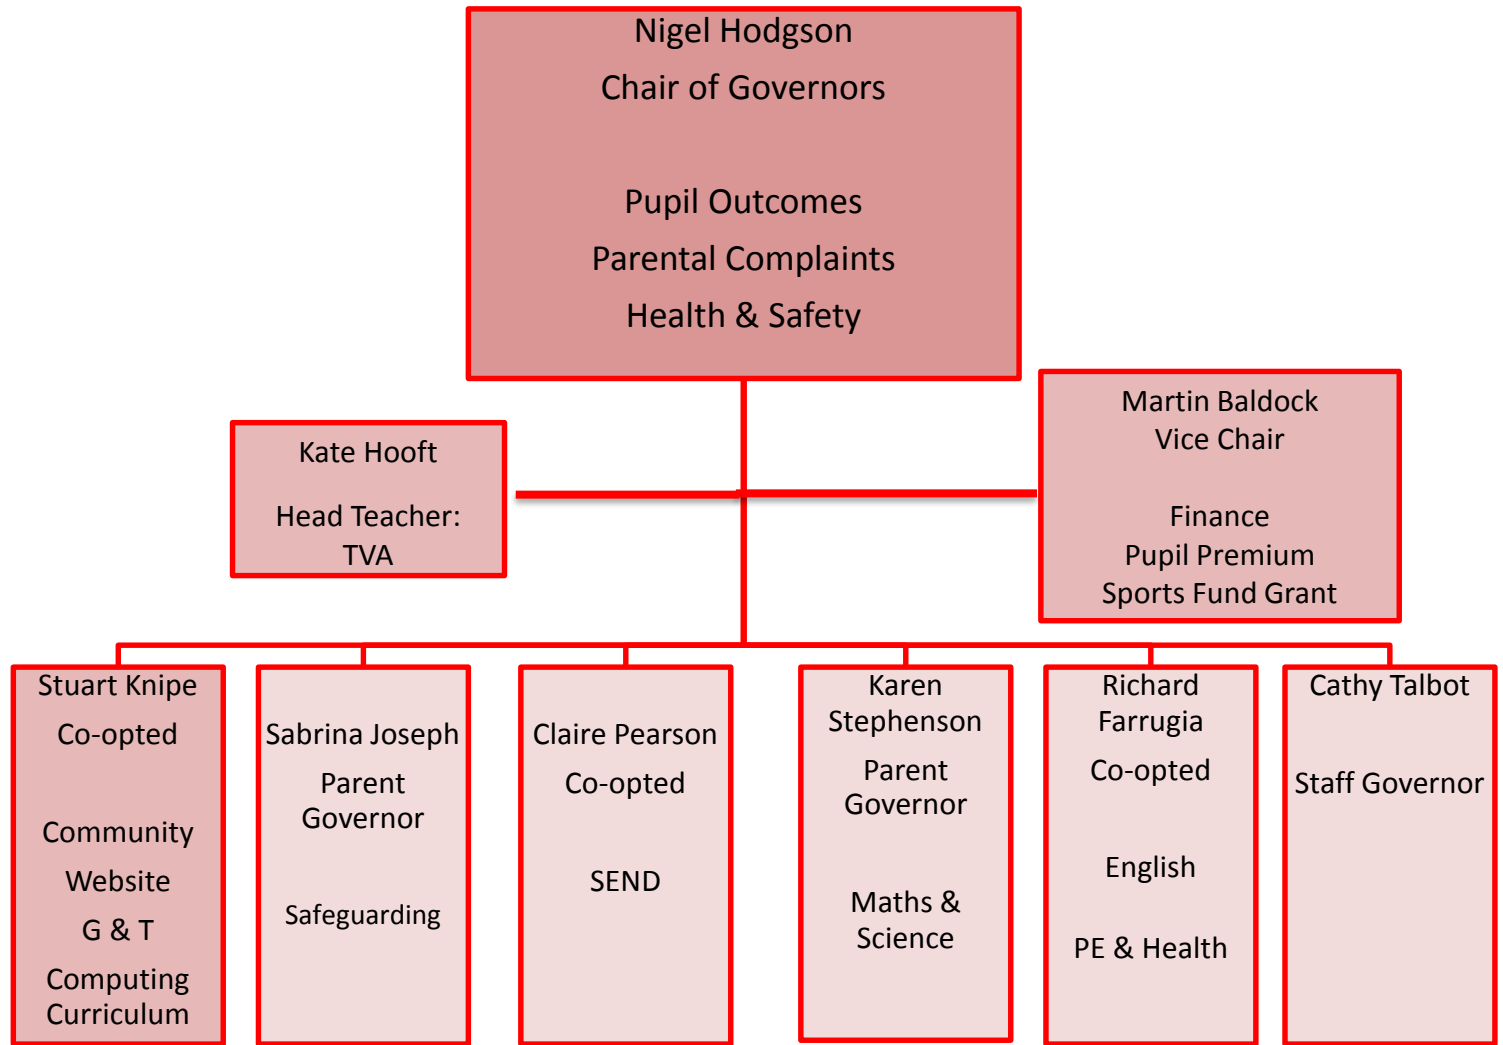 Nigel Hodgson
Chair of Governors
Pupil Outcomes
Parental Complaints
Health & Safety
Kate Hooft
Head Teacher:
TVA
Martin Baldock
Vice Chair
Finance
Pupil Premium
Sports Fund Grant
Stuart Knipe
Co-opted
Community
Website
G & T
Computing
Curriculum
Sabrina Joseph
Parent
Governor
Safeguarding
Claire Pearson
Co-opted
SEND
Karen
Stephenson
Parent
Governor
Maths &
Science
Richard
Farrugia
Co-opted
English
PE & Health
Cathy Talbot
Staff Governor